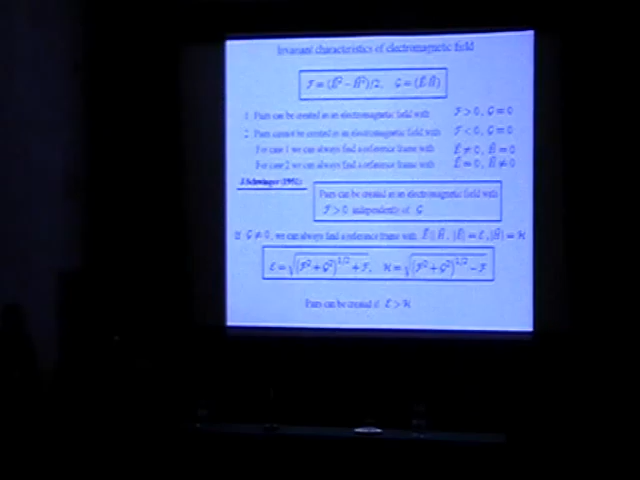 Invariant characteristics of electromagnetic field
ℱ = (E⃗² − H⃗²)/2,   𝒢 = (E⃗·H⃗)
1. Pairs can be created in an electromagnetic field with   ℱ > 0, 𝒢 = 0
2. Pairs cannot be created in an electromagnetic field with   ℱ < 0, 𝒢 = 0
For case 1 we can always find a reference frame with   E⃗ ≠ 0, H⃗ = 0
For case 2 we can always find a reference frame with   E⃗ = 0, H⃗ ≠ 0
J.Schwinger (1951):
Pairs can be created in an electromagnetic field with
ℱ > 0 independently of 𝒢
If 𝒢 ≠ 0, we can always find a reference frame with E⃗ || H⃗, |E⃗| = ℰ, |H⃗| = ℋ
ℰ = √((ℱ² + 𝒢²)^1/2 + ℱ),   ℋ = √((ℱ² + 𝒢²)^1/2 − ℱ)
Pairs can be created if ℰ > ℋ